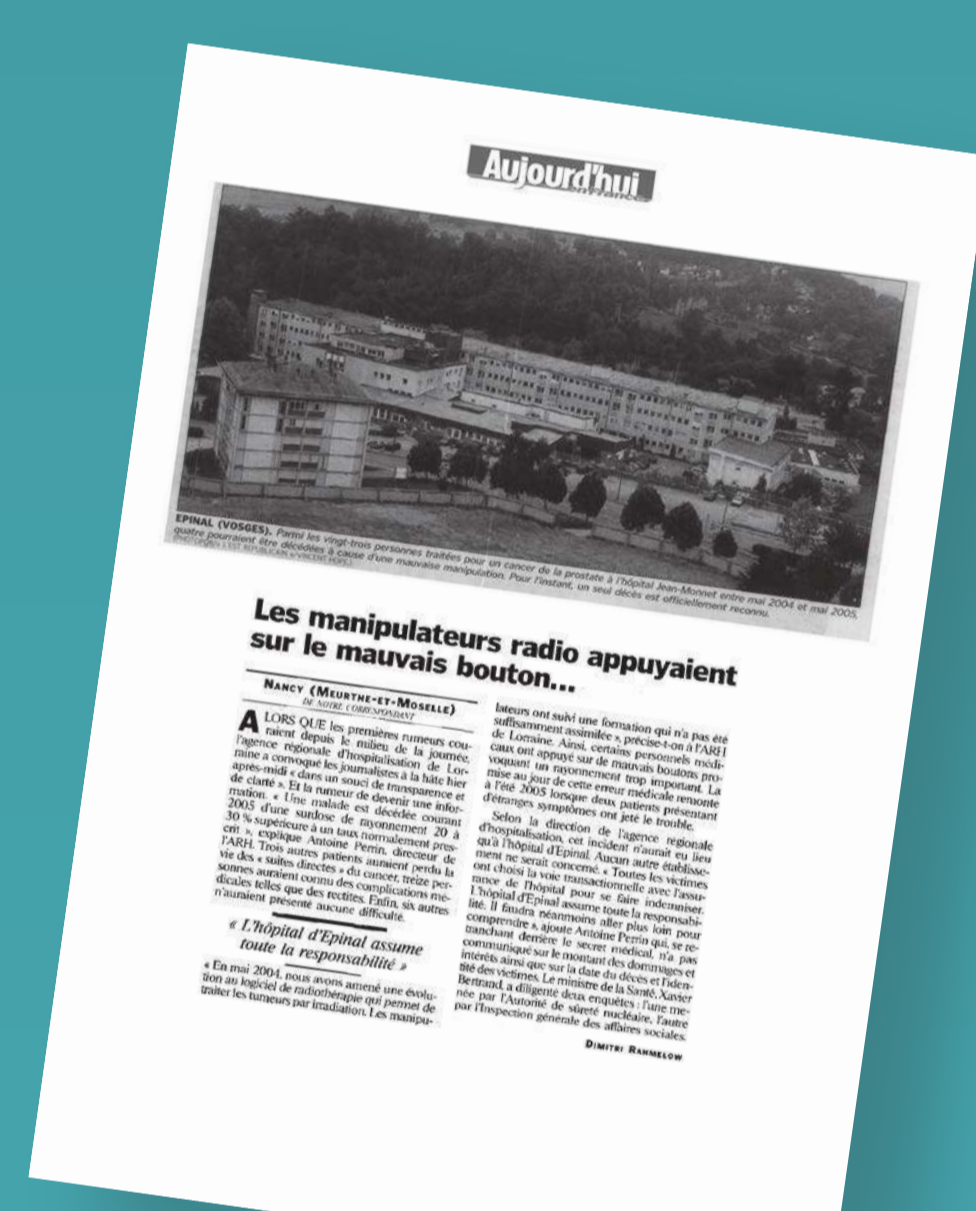 Aujourd'hui
en France
EPINAL (VOSGES). Parmi les vingt-trois personnes traitées pour un cancer de la prostate à l'hôpital Jean-Monnet entre mai 2004 et mai 2005,
quatre pourraient être décédées à cause d'une mauvaise manipulation. Pour l'instant, un seul décès est officiellement reconnu.
L'EST REPUBLICAIN
Les manipulateurs radio appuyaient
sur le mauvais bouton...
NANCY (MEURTHE-ET-MOSELLE)
DE NOTRE CORRESPONDANT
ALORS QUE les premières rumeurs cou-
raient depuis le milieu de la journée,
l'agence régionale d'hospitalisation de Lor-
raine a convoqué les journalistes à la hâte hier
après-midi « dans un souci de transparence et
de clarté ». Et la rumeur de devenir une infor-
mation. « Une malade est décédée courant
2005 d'une surdose de rayonnement 20 à
30 % supérieure à un taux normalement pres-
crit », explique Antoine Perrin, directeur de
l'ARH. Trois autres patients auraient perdu la
vie des « suites directes » du cancer, treize per-
sonnes auraient connu des complications mé-
dicales telles que des rectites. Enfin, six autres
n'auraient présenté aucune difficulté.
« L'hôpital d'Epinal assume
toute la responsabilité »
« En mai 2004, nous avons amené une évolu-
tion au logiciel de radiothérapie qui permet de
traiter les tumeurs par irradiation. Les manipu-
lateurs ont suivi une formation qui n'a pas été
suffisamment assimilée », précise-t-on à l'ARH
de Lorraine. Ainsi, certains personnels médi-
caux ont appuyé sur de mauvais boutons pro-
voquant un rayonnement trop important. La
mise au jour de cette erreur médicale remonte
à l'été 2005 lorsque deux patients présentant
d'étranges symptômes ont jeté le trouble.
Selon la direction de l'agence régionale
d'hospitalisation, cet incident n'aurait eu lieu
qu'à l'hôpital d'Epinal. Aucun autre établisse-
ment ne serait concerné. « Toutes les victimes
ont choisi la voie transactionnelle avec l'assu-
rance de l'hôpital pour se faire indemniser.
L'hôpital d'Epinal assume toute la responsabi-
lité. Il faudra néanmoins aller plus loin pour
comprendre », ajoute Antoine Perrin qui, se re-
tranchant derrière le secret médical, n'a pas
communiqué sur le montant des dommages et
intérêts ainsi que sur la date du décès et l'iden-
tité des victimes. Le ministre de la Santé, Xavier
Bertrand, a diligenté deux enquêtes : l'une me-
née par l'Autorité de sûreté nucléaire, l'autre
par l'Inspection générale des affaires sociales.
DIMITRI RAHMELOW